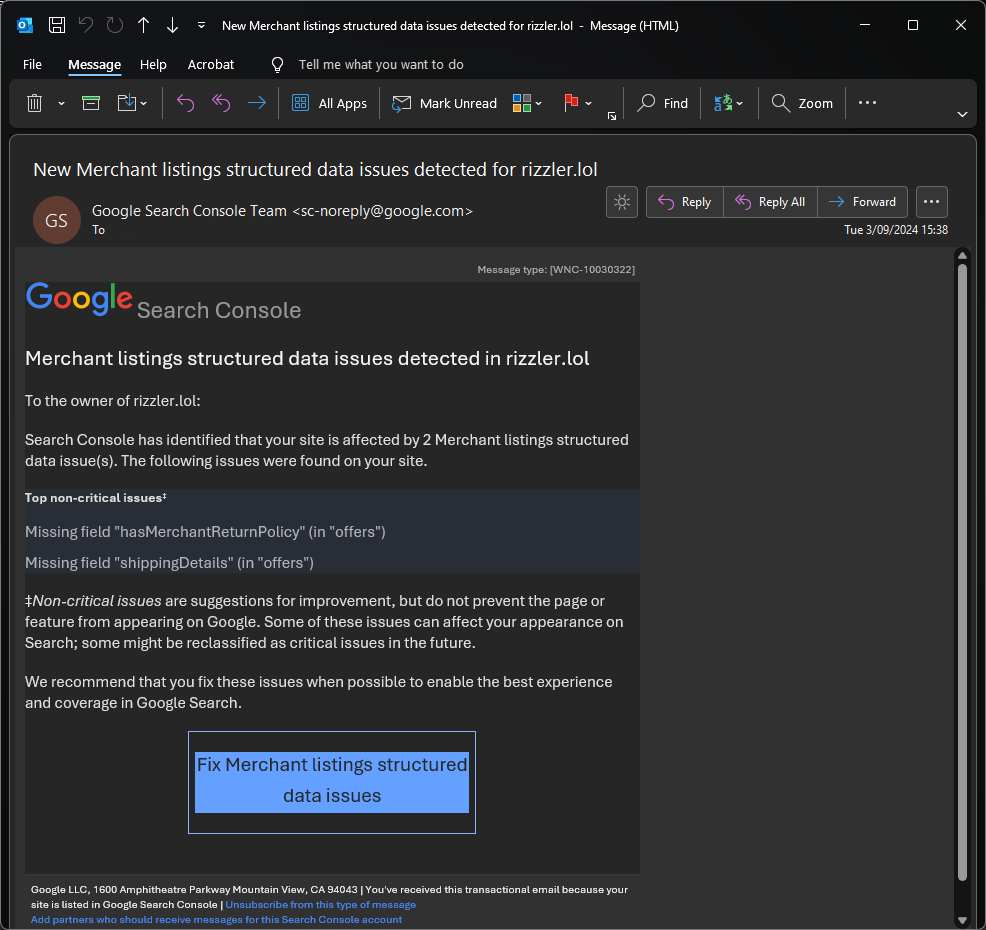 New Merchant listings structured data issues detected for rizzler.lol - Message (HTML)
File Message Help Acrobat Tell me what you want to do
All Apps Mark Unread Find Zoom
New Merchant listings structured data issues detected for rizzler.lol
GS
Google Search Console Team <sc-noreply@google.com>
To
Reply Reply All Forward
Tue 3/09/2024 15:38
Message type: [WNC-10030322]
Google Search Console
Merchant listings structured data issues detected in rizzler.lol
To the owner of rizzler.lol:
Search Console has identified that your site is affected by 2 Merchant listings structured
data issue(s). The following issues were found on your site.
Top non-critical issues‡
Missing field "hasMerchantReturnPolicy" (in "offers")
Missing field "shippingDetails" (in "offers")
‡Non-critical issues are suggestions for improvement, but do not prevent the page or
feature from appearing on Google. Some of these issues can affect your appearance on
Search; some might be reclassified as critical issues in the future.
We recommend that you fix these issues when possible to enable the best experience
and coverage in Google Search.
Fix Merchant listings structured
data issues
Google LLC, 1600 Amphitheatre Parkway Mountain View, CA 94043 | You've received this transactional email because your
site is listed in Google Search Console | Unsubscribe from this type of message
Add partners who should receive messages for this Search Console account